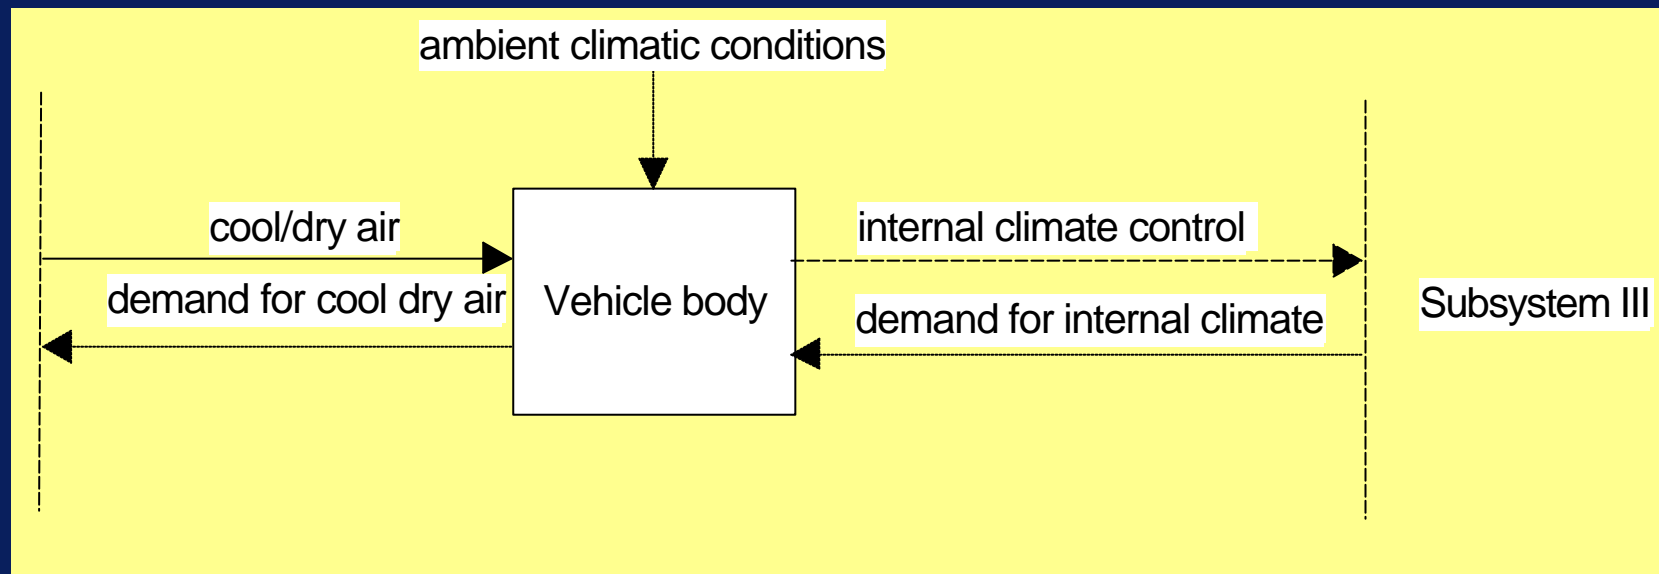 ambient climatic conditions
cool/dry air
internal climate control
demand for cool dry air
Vehicle body
demand for internal climate
Subsystem III